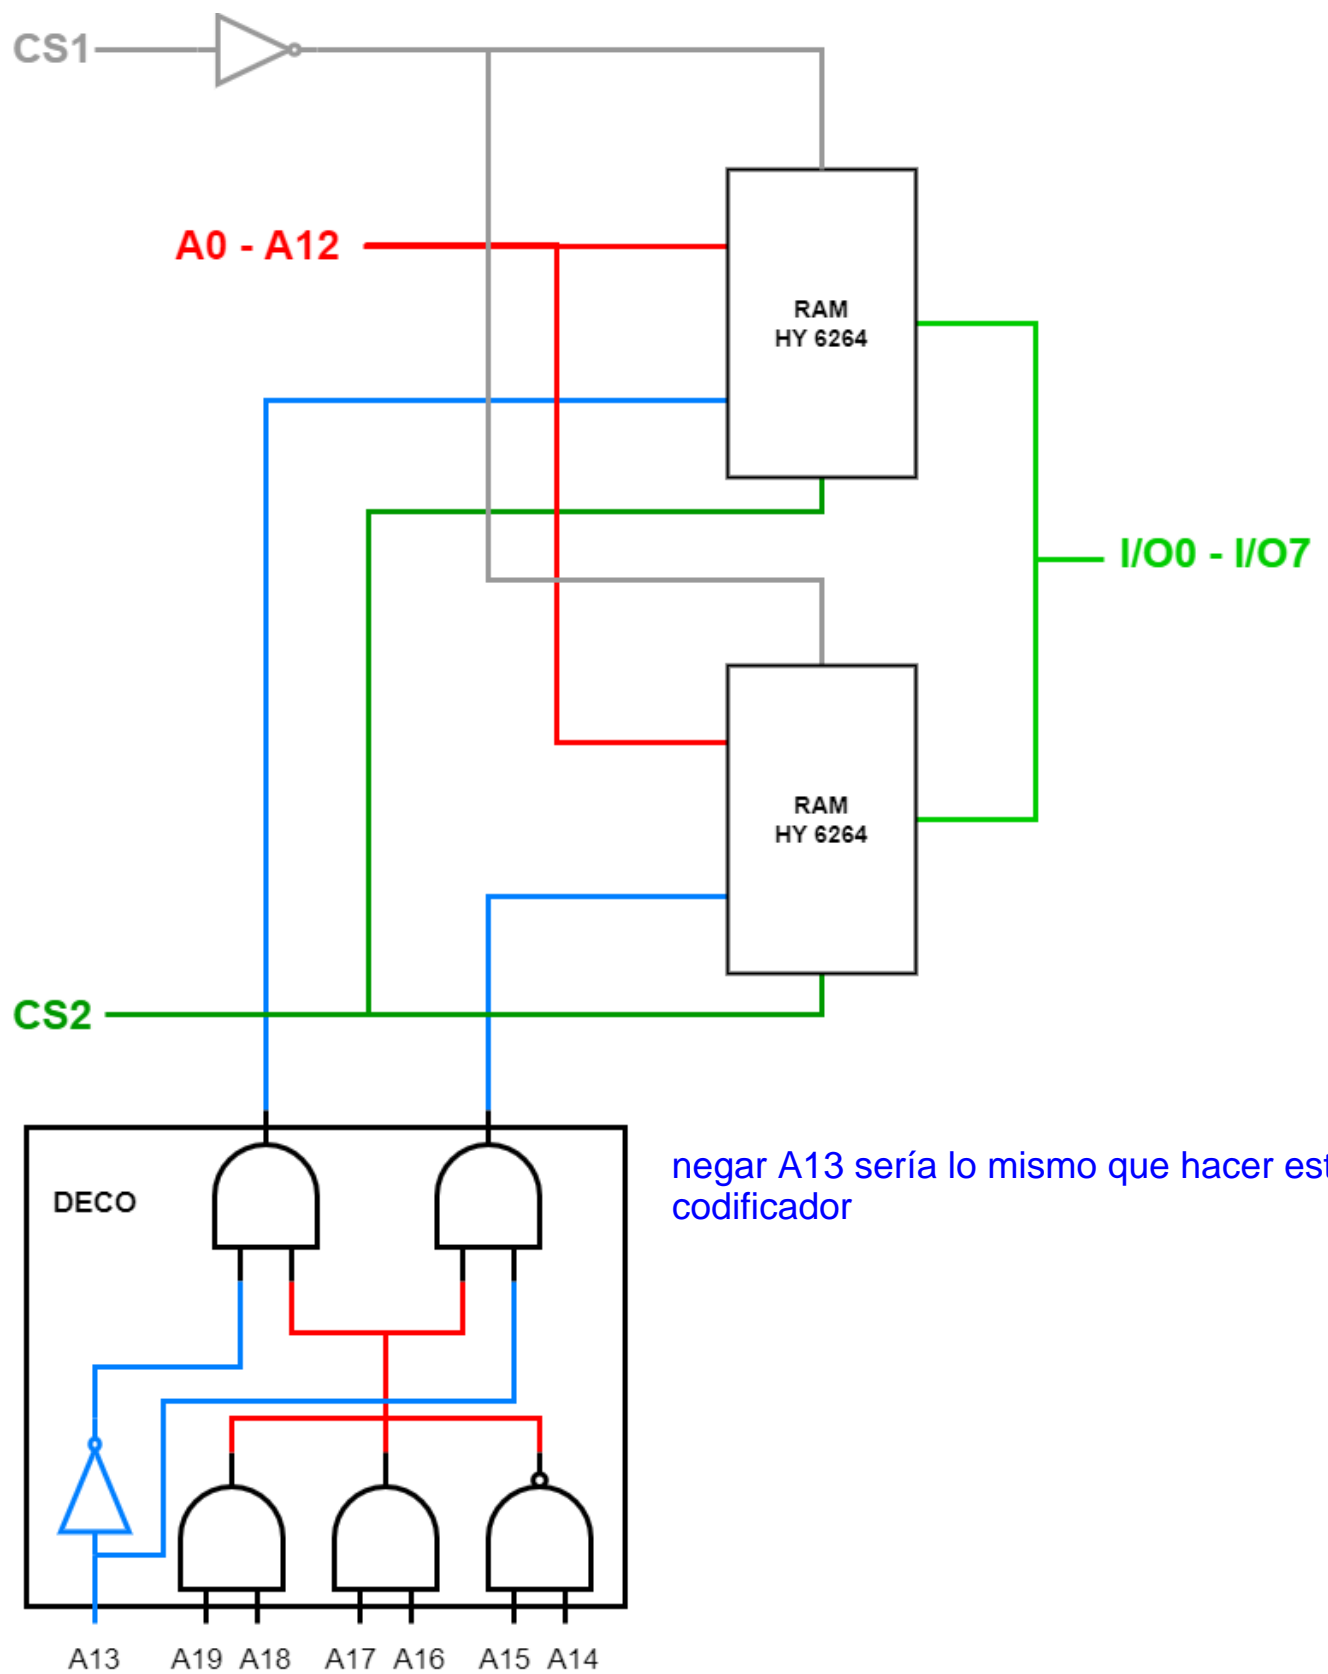 CS1
A0 - A12
RAM
HY 6264
I/O0 - I/O7
RAM
HY 6264
CS2
DECO
negar A13 sería lo mismo que hacer est
codificador
A13 A19 A18 A17 A16 A15 A14